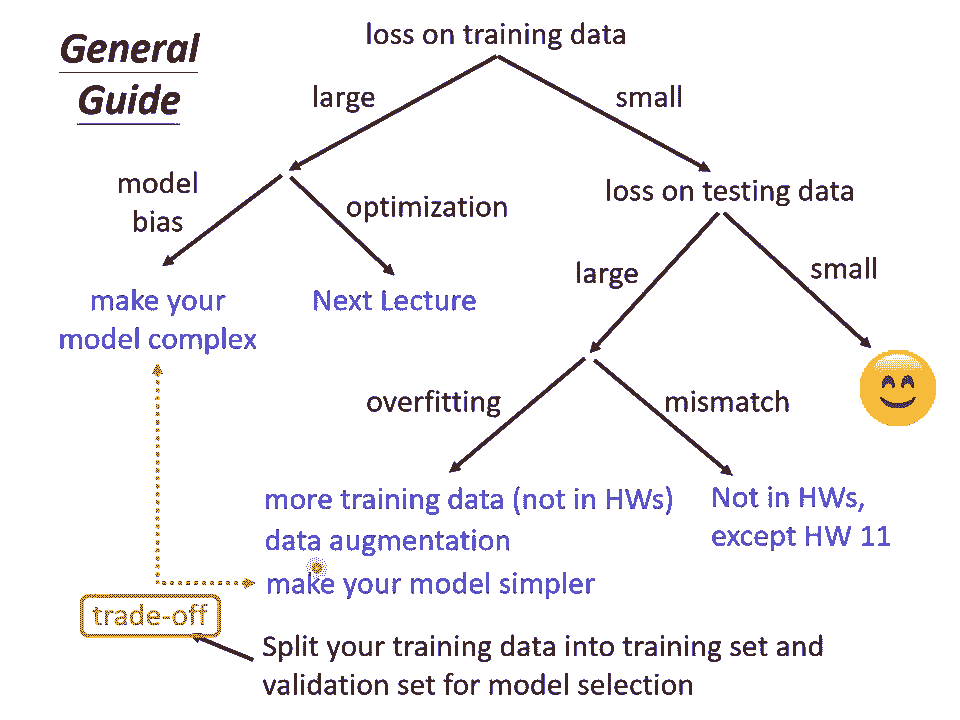 General
Guide
loss on training data
large
small
model
bias
optimization
loss on testing data
make your
model complex
Next Lecture
large
small
overfitting
mismatch
more training data (not in HWs)
data augmentation
make your model simpler
Not in HWs,
except HW 11
trade-off
Split your training data into training set and
validation set for model selection